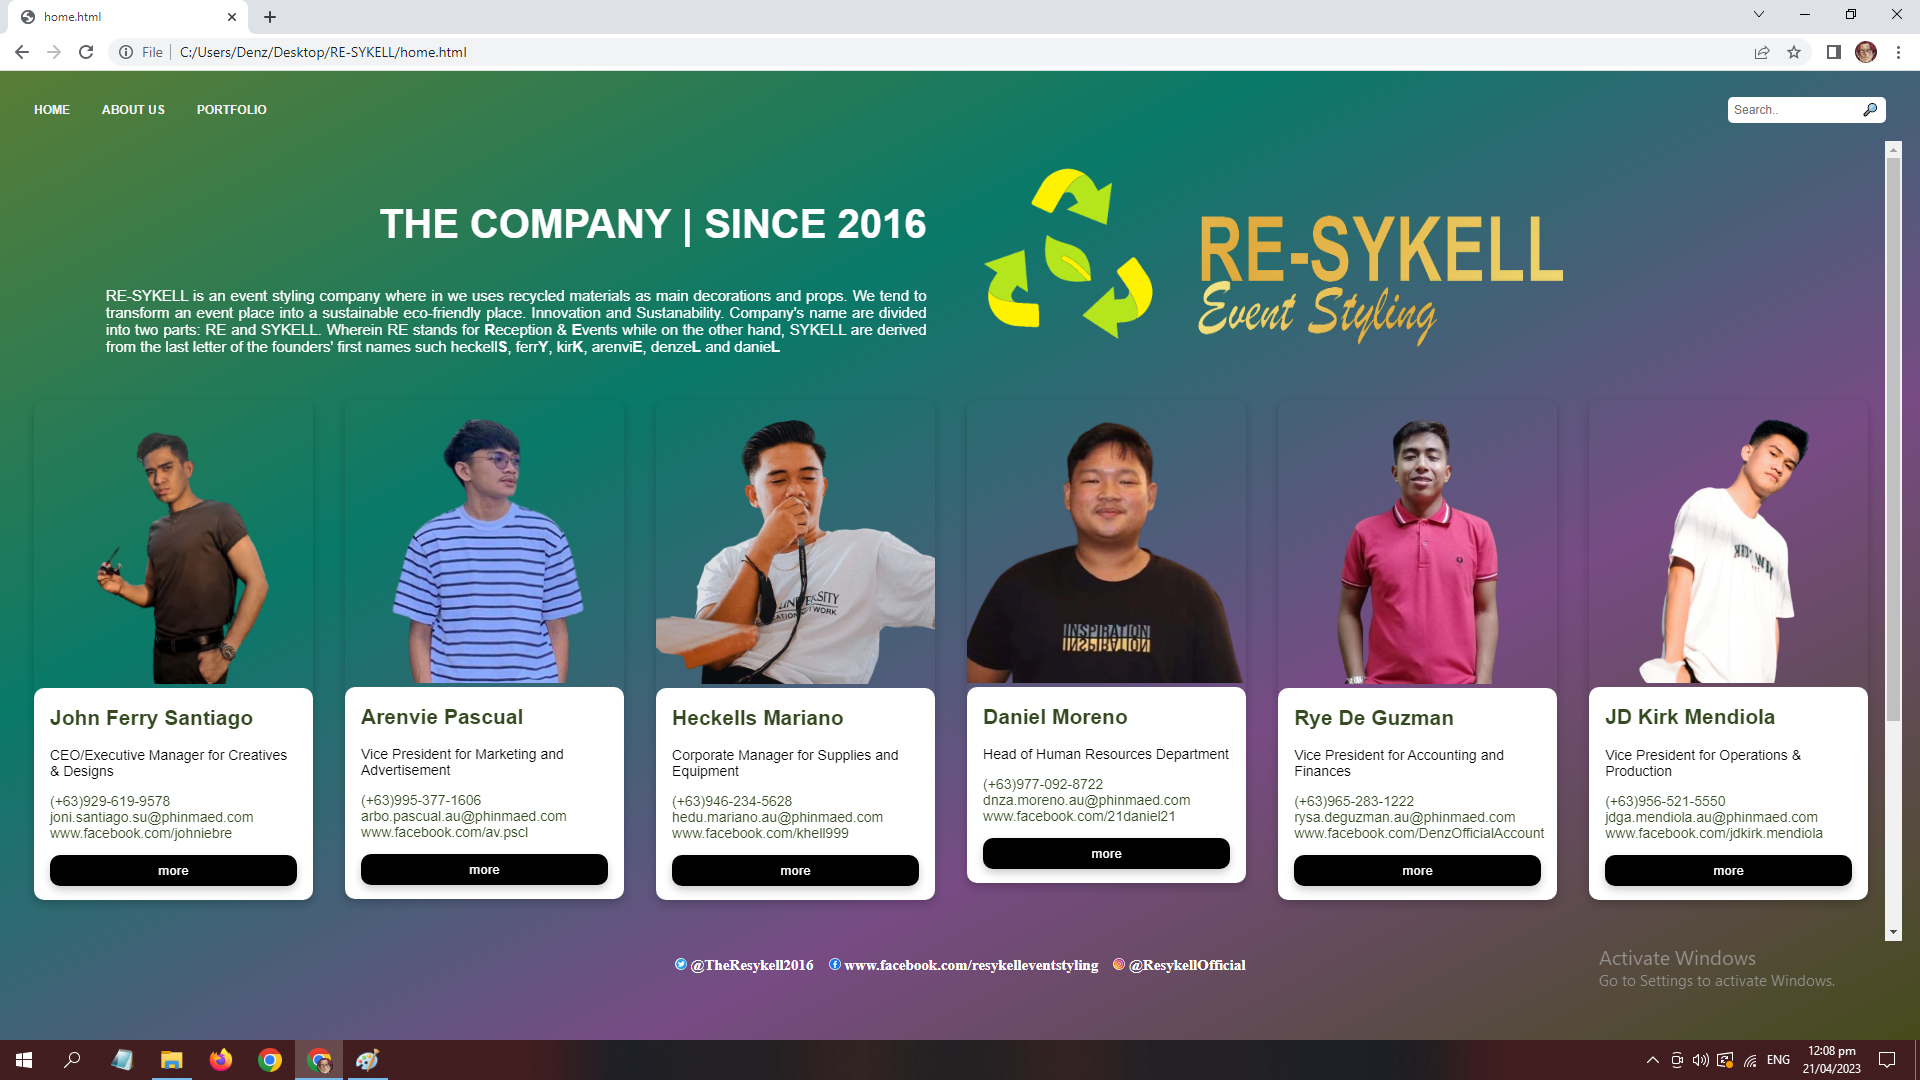 home.html
File
C:/Users/Denz/Desktop/RE-SYKELL/home.html
HOME
ABOUT US
PORTFOLIO
Search..
THE COMPANY | SINCE 2016
RE-SYKELL is an event styling company where in we uses recycled materials as main decorations and props. We tend to
transform an event place into a sustainable eco-friendly place. Innovation and Sustanability. Company's name are divided
into two parts: RE and SYKELL. Wherein RE stands for Reception & Events while on the other hand, SYKELL are derived
from the last letter of the founders' first names such heckellS, ferrY, kirK, arenviE, denzeL and danieL
RE-SYKELL
Event Styling
INSPIRATION
John Ferry Santiago
CEO/Executive Manager for Creatives
& Designs
(+63)929-619-9578
joni.santiago.su@phinmaed.com
www.facebook.com/johniebre
more
Arenvie Pascual
Vice President for Marketing and
Advertisement
(+63)995-377-1606
arbo.pascual.au@phinmaed.com
www.facebook.com/av.pscl
more
Heckells Mariano
Corporate Manager for Supplies and
Equipment
(+63)946-234-5628
hedu.mariano.au@phinmaed.com
www.facebook.com/khell999
more
Daniel Moreno
Head of Human Resources Department
(+63)977-092-8722
dnza.moreno.au@phinmaed.com
www.facebook.com/21daniel21
more
Rye De Guzman
Vice President for Accounting and
Finances
(+63)965-283-1222
rysa.deguzman.au@phinmaed.com
www.facebook.com/DenzOfficialAccount
more
JD Kirk Mendiola
Vice President for Operations &
Production
(+63)956-521-5550
jdga.mendiola.au@phinmaed.com
www.facebook.com/jdkirk.mendiola
more
@TheResykell2016
www.facebook.com/resykelleventstyling
@ResykellOfficial
Activate Windows
Go to Settings to activate Windows.
ENG
12:08 pm
21/04/2023